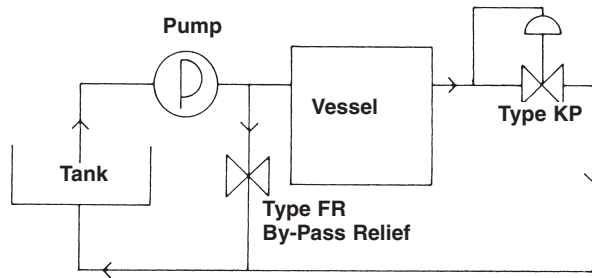 Pump
Vessel
Type KP
Tank
Type FR
By-Pass Relief